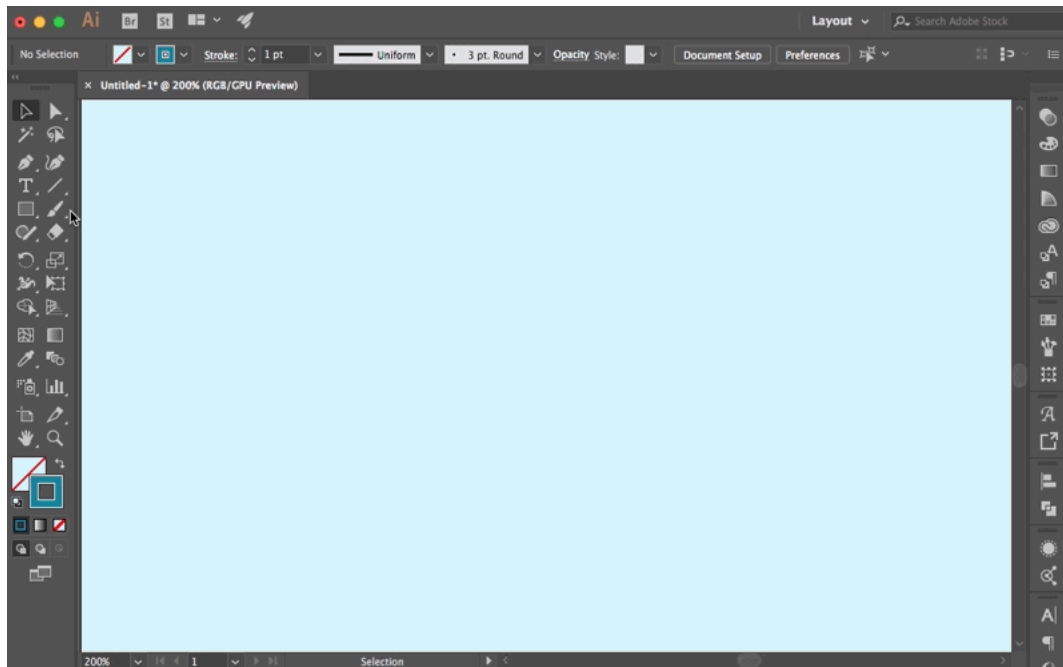 Ai Br St Layout Search Adobe Stock
No Selection Stroke: 1 pt Uniform 3 pt. Round Opacity Style: Document Setup Preferences
× Untitled-1* @ 200% (RGB/GPU Preview)
200% 1 Selection